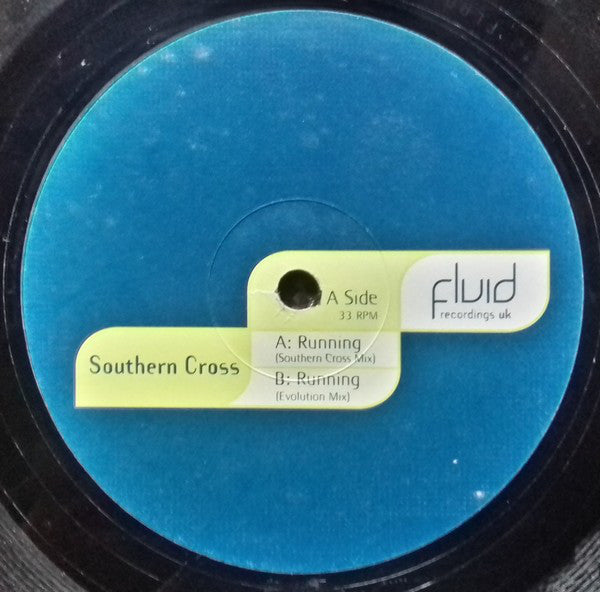 A Side
33 RPM
fluid
recordings uk
A: Running
(Southern Cross Mix)
Southern Cross
B: Running
(Evolution Mix)